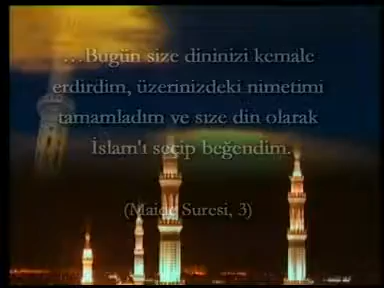 ...Bugün size dininizi kemale
erdirdim, üzerinizdeki nimetimi
tamamladım ve size din olarak
İslam'ı seçip beğendim.
(Maide Suresi, 3)